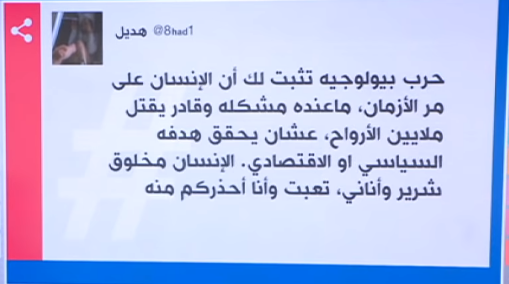 هديل @8had1
حرب بيولوجيه تثبت لك أن الإنسان على
مر الأزمان، ماعنده مشكله وقادر يقتل
ملايين الأرواح، عشان يحقق هدفه
السياسي او الاقتصادي. الإنسان مخلوق
شرير وأناني، تعبت وأنا أحذركم منه